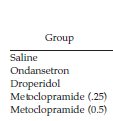 Group
Saline
Ondansetron
Droperidol
Metoclopramide (.25)
Metoclopramide (0.5)